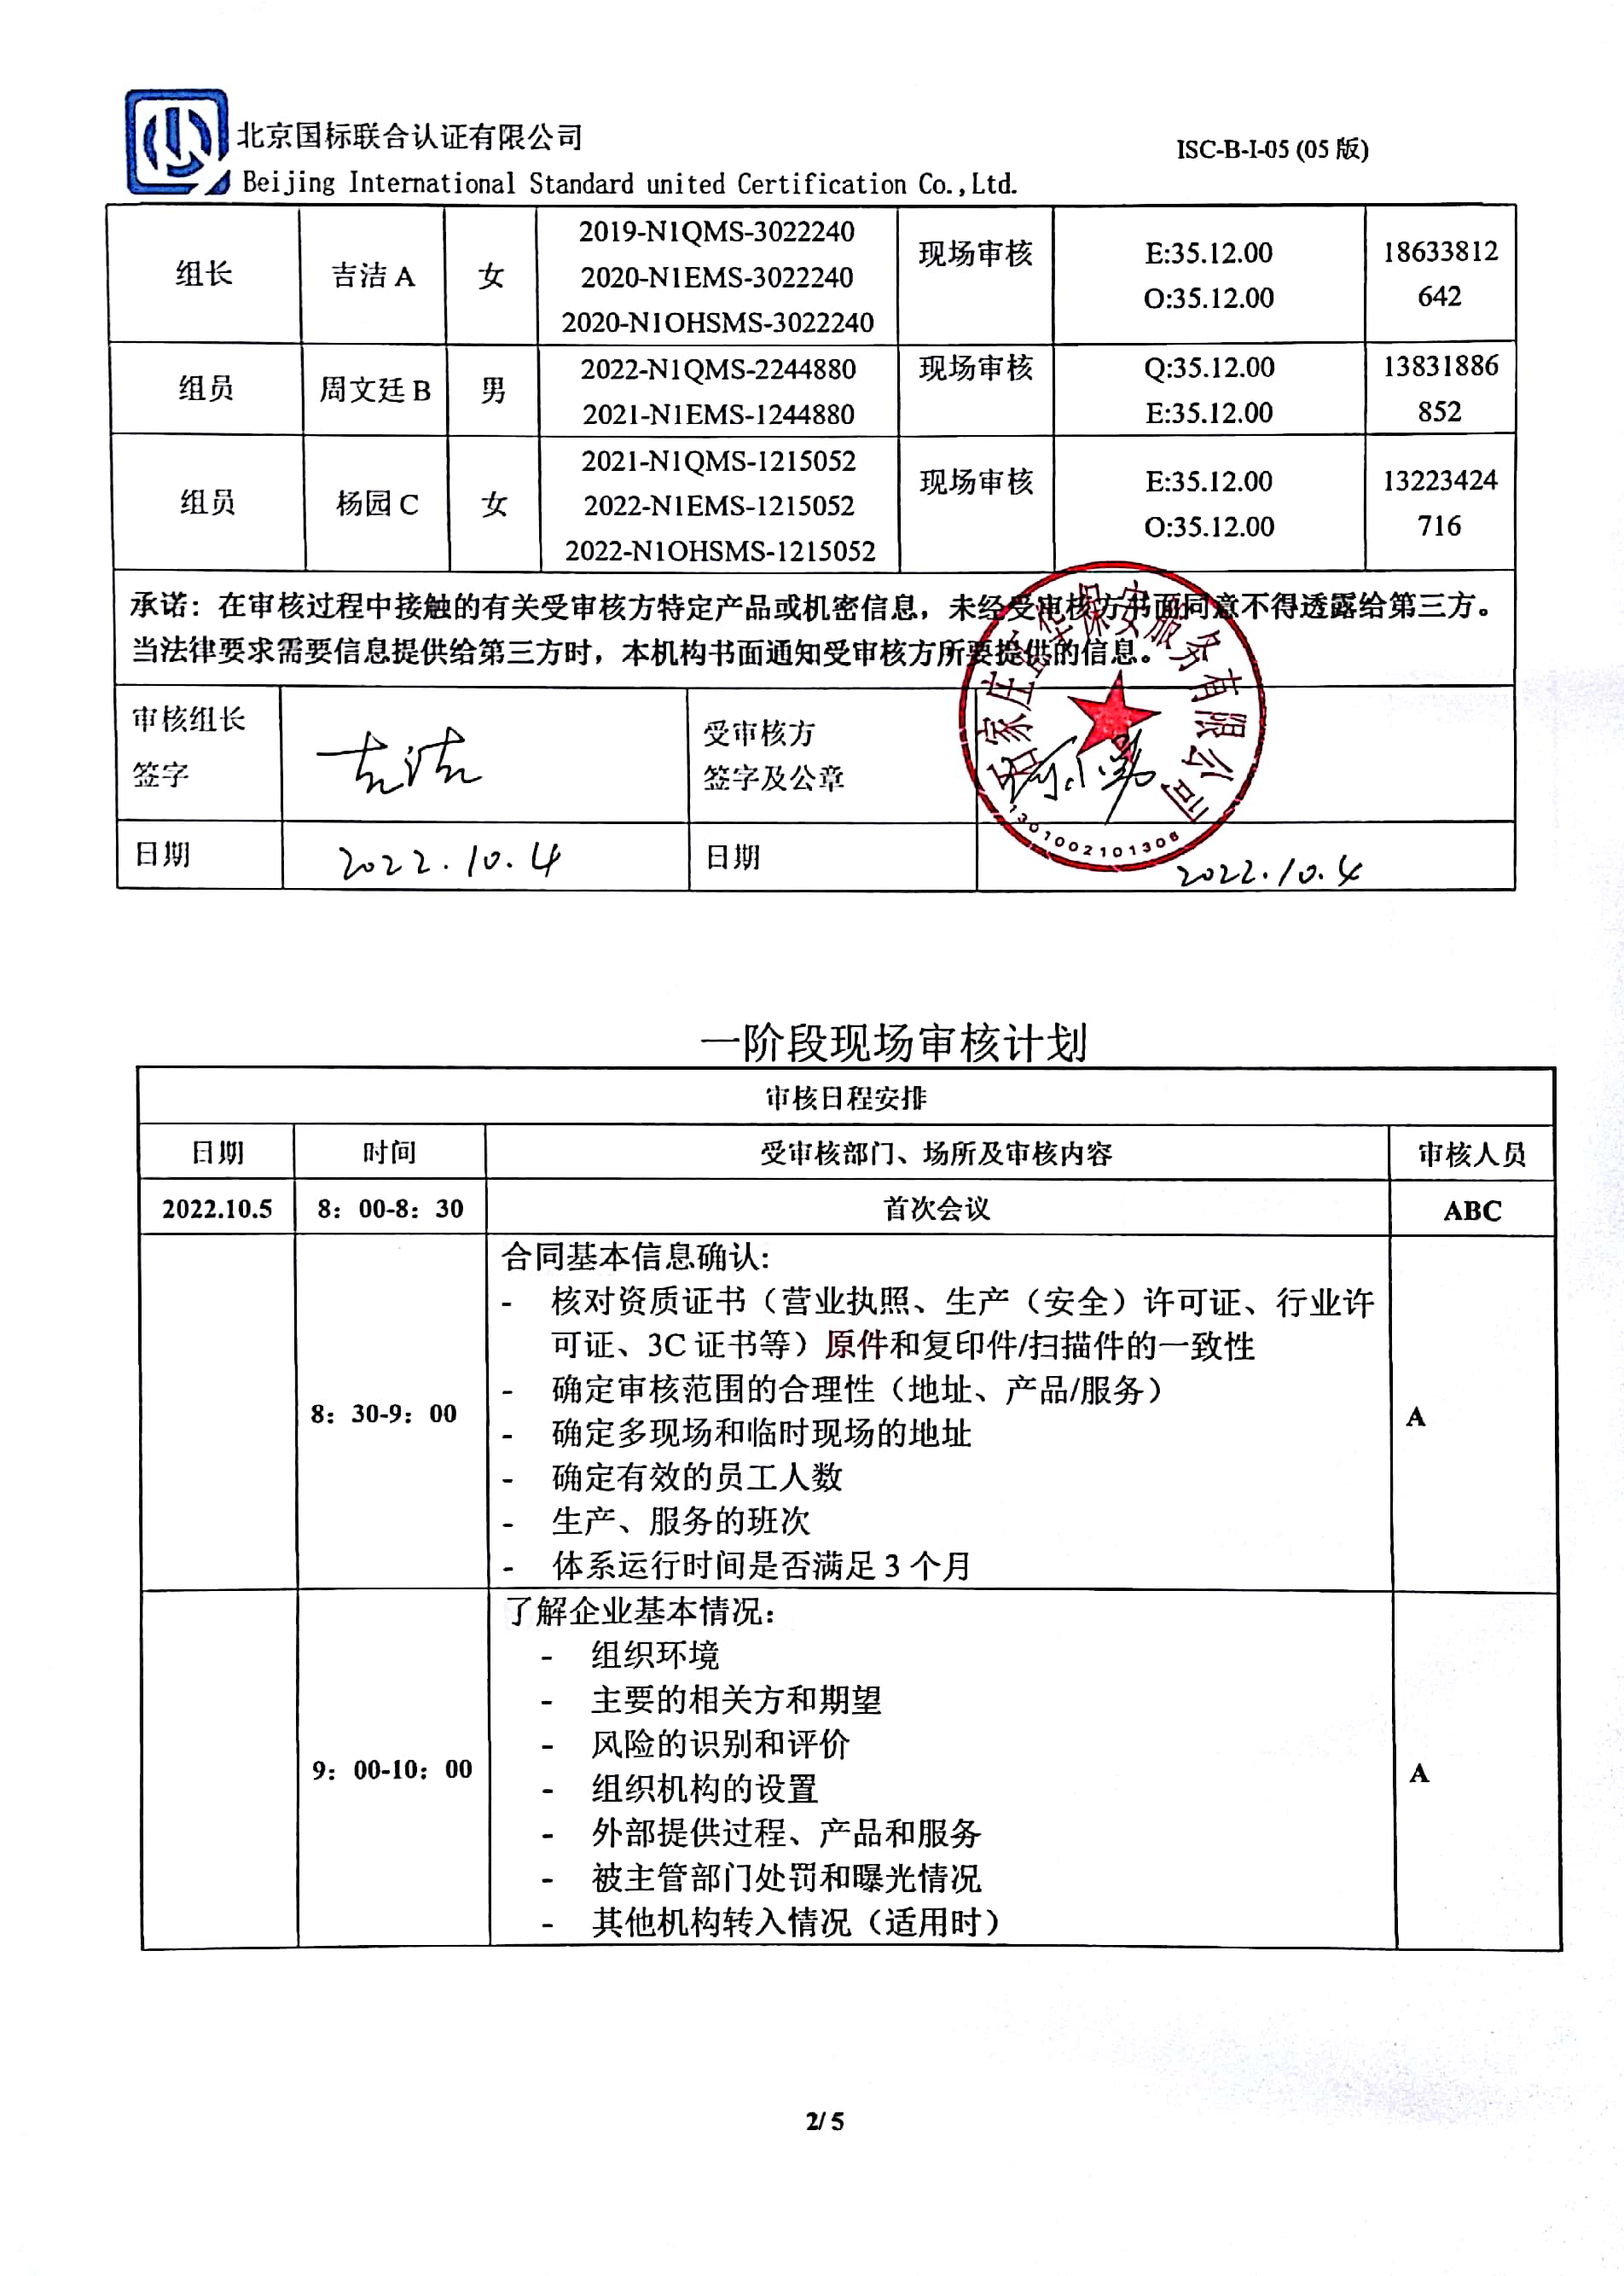 北京国标联合认证有限公司
ISC-B-I-05 (05 版)
Beijing International Standard united Certification Co.,Ltd.
组长 吉洁 A 女 2019-N1QMS-3022240 现场审核 E:35.12.00 18633812
2020-N1EMS-3022240 O:35.12.00 642
2020-N1OHSMS-3022240
组员 周文廷 B 男 2022-N1QMS-2244880 现场审核 Q:35.12.00 13831886
2021-N1EMS-1244880 E:35.12.00 852
组员 杨园 C 女 2021-N1QMS-1215052 现场审核 E:35.12.00 13223424
2022-N1EMS-1215052 O:35.12.00 716
2022-N1OHSMS-1215052
承诺：在审核过程中接触的有关受审核方特定产品或机密信息，未经受审核方书面同意不得透露给第三方。
当法律要求需要信息提供给第三方时，本机构书面通知受审核方所要提供的信息。
审核组长
签字
吉洁
受审核方
签字及公章
石家庄 保安服务有限公司
1301002101306
日期 2022.10.4 日期 2022.10.4
一阶段现场审核计划
审核日程安排
日期 时间 受审核部门、场所及审核内容 审核人员
2022.10.5 8：00-8：30 首次会议 ABC
8：30-9：00
合同基本信息确认:
- 核对资质证书（营业执照、生产（安全）许可证、行业许
可证、3C 证书等）原件和复印件/扫描件的一致性
- 确定审核范围的合理性（地址、产品/服务）
- 确定多现场和临时现场的地址
- 确定有效的员工人数
- 生产、服务的班次
- 体系运行时间是否满足 3 个月
A
9：00-10：00
了解企业基本情况：
- 组织环境
- 主要的相关方和期望
- 风险的识别和评价
- 组织机构的设置
- 外部提供过程、产品和服务
- 被主管部门处罚和曝光情况
- 其他机构转入情况（适用时）
A
2/ 5